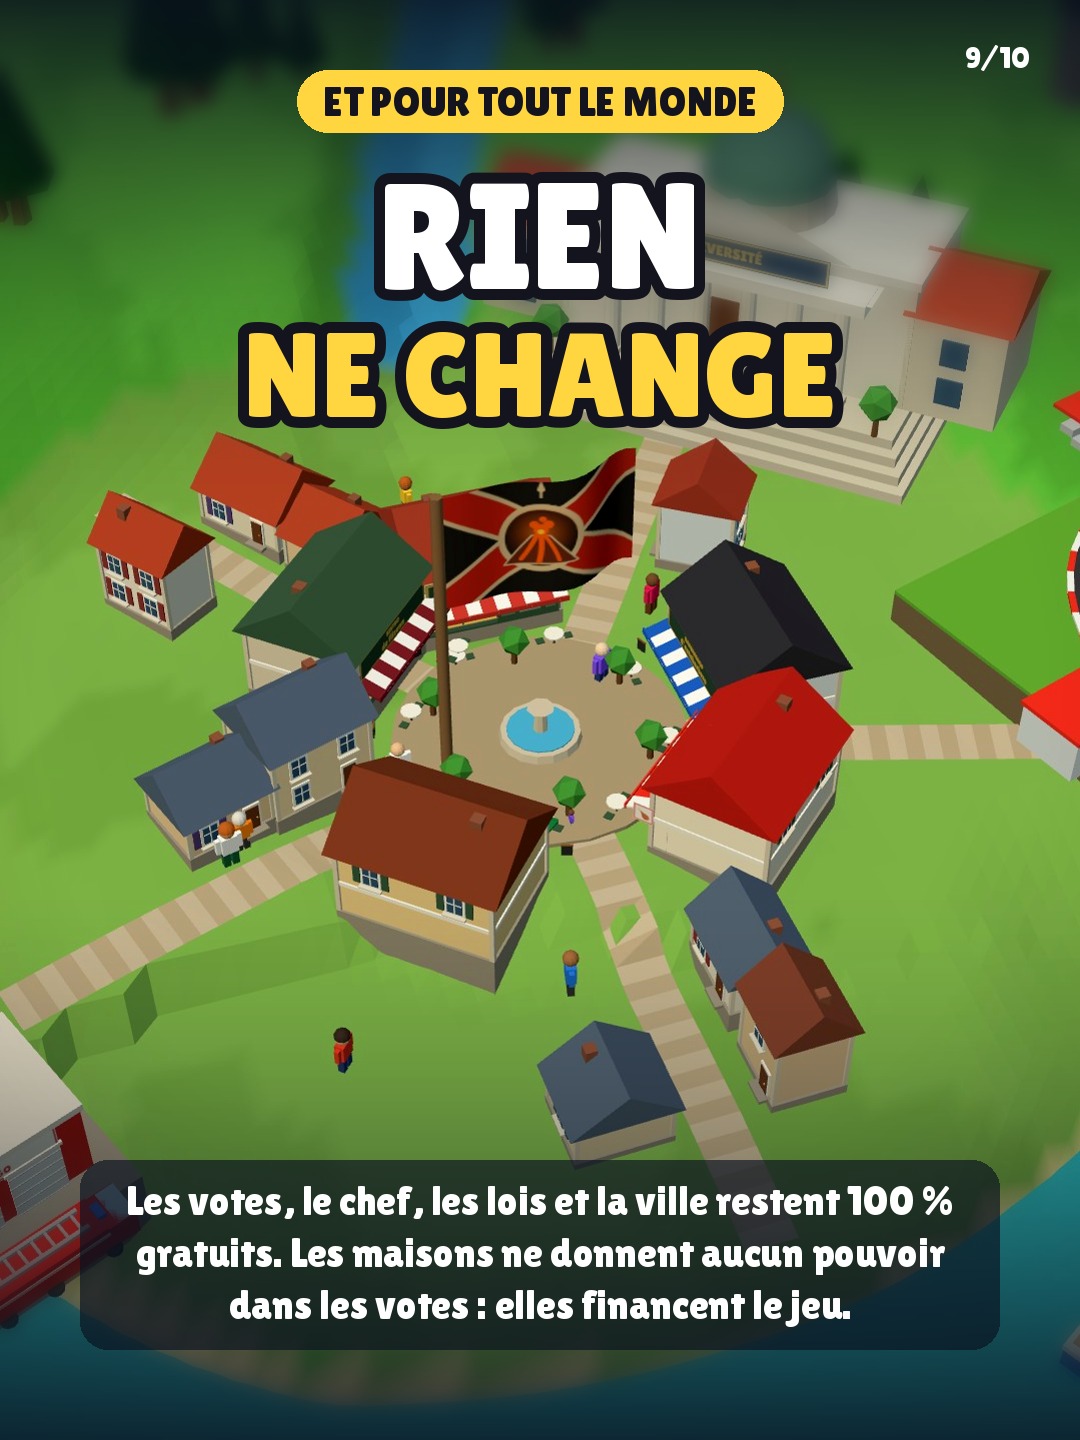 9/10
ET POUR TOUT LE MONDE
RIEN
NE CHANGE
VERSITÉ
Les votes, le chef, les lois et la ville restent 100 %
gratuits. Les maisons ne donnent aucun pouvoir
dans les votes : elles financent le jeu.